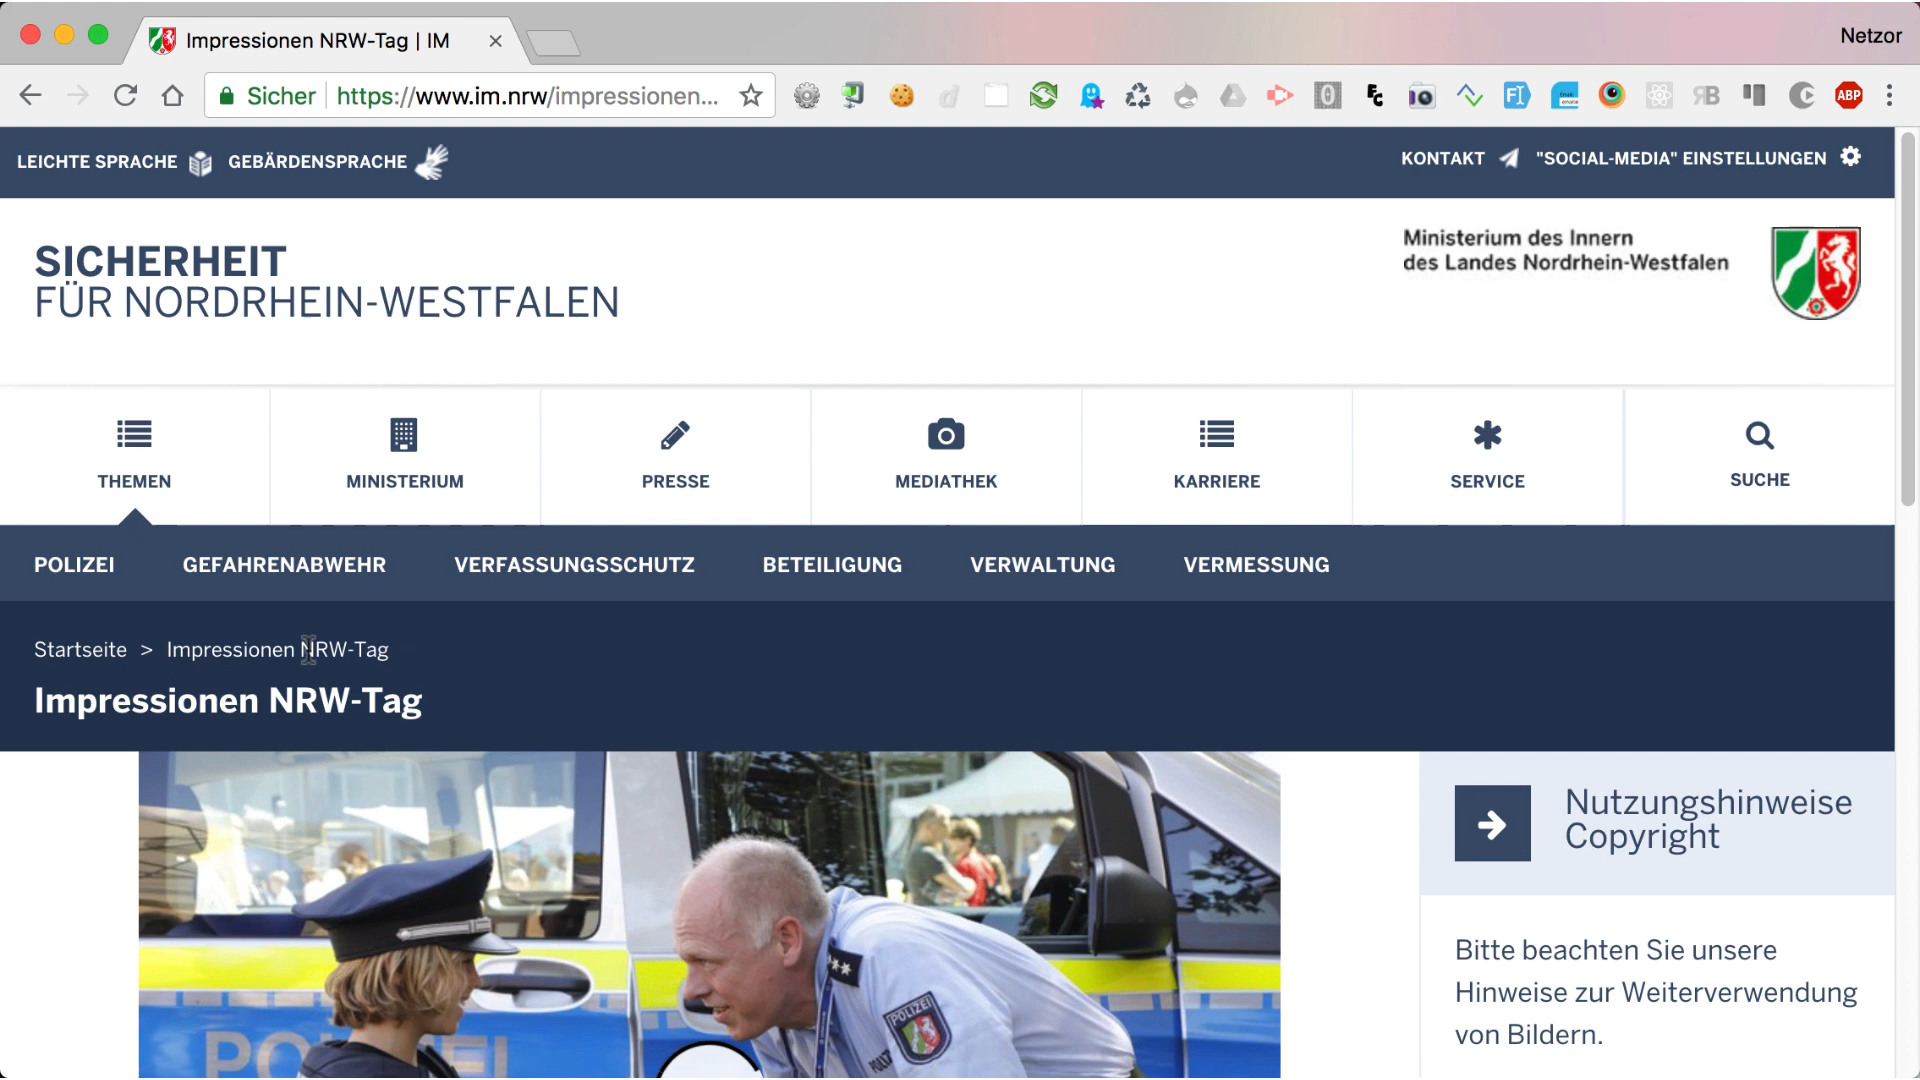 Impressionen NRW-Tag | IM
Netzor
Sicher
https://www.im.nrw/impressionen...
ABP
LEICHTE SPRACHE
GEBÄRDENSPRACHE
KONTAKT
"SOCIAL-MEDIA" EINSTELLUNGEN
SICHERHEIT
FÜR NORDRHEIN-WESTFALEN
Ministerium des Innern
des Landes Nordrhein-Westfalen
THEMEN
MINISTERIUM
PRESSE
MEDIATHEK
KARRIERE
SERVICE
SUCHE
POLIZEI
GEFAHRENABWEHR
VERFASSUNGSSCHUTZ
BETEILIGUNG
VERWALTUNG
VERMESSUNG
Startseite > Impressionen NRW-Tag
Impressionen NRW-Tag
Nutzungshinweise
Copyright
Bitte beachten Sie unsere
Hinweise zur Weiterverwendung
von Bildern.
POLIZEI